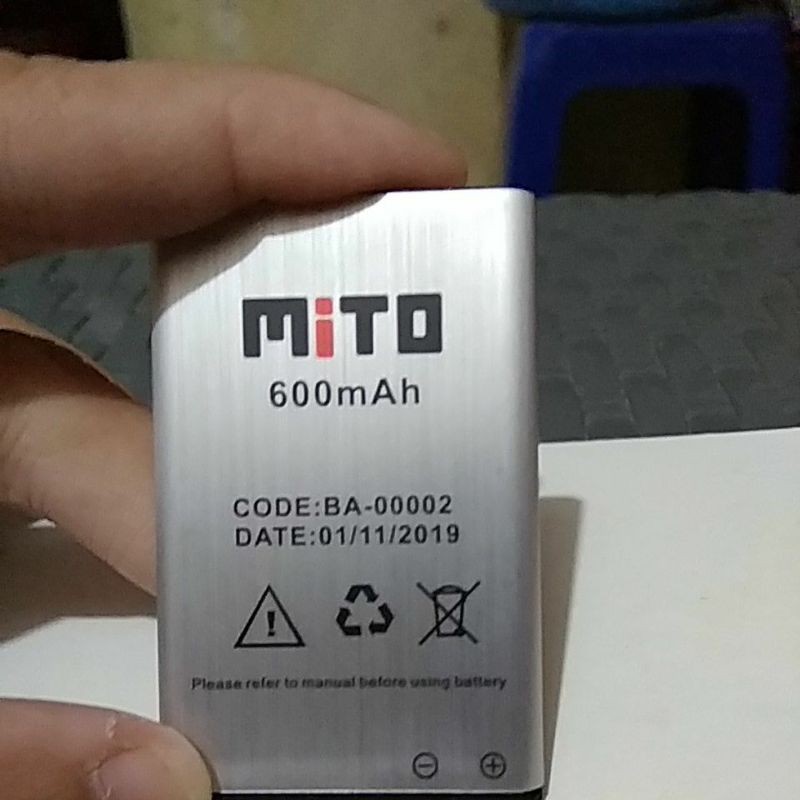 MiTO
600mAh
CODE:BA-00002
DATE:01/11/2019
Please refer to manual before using battery